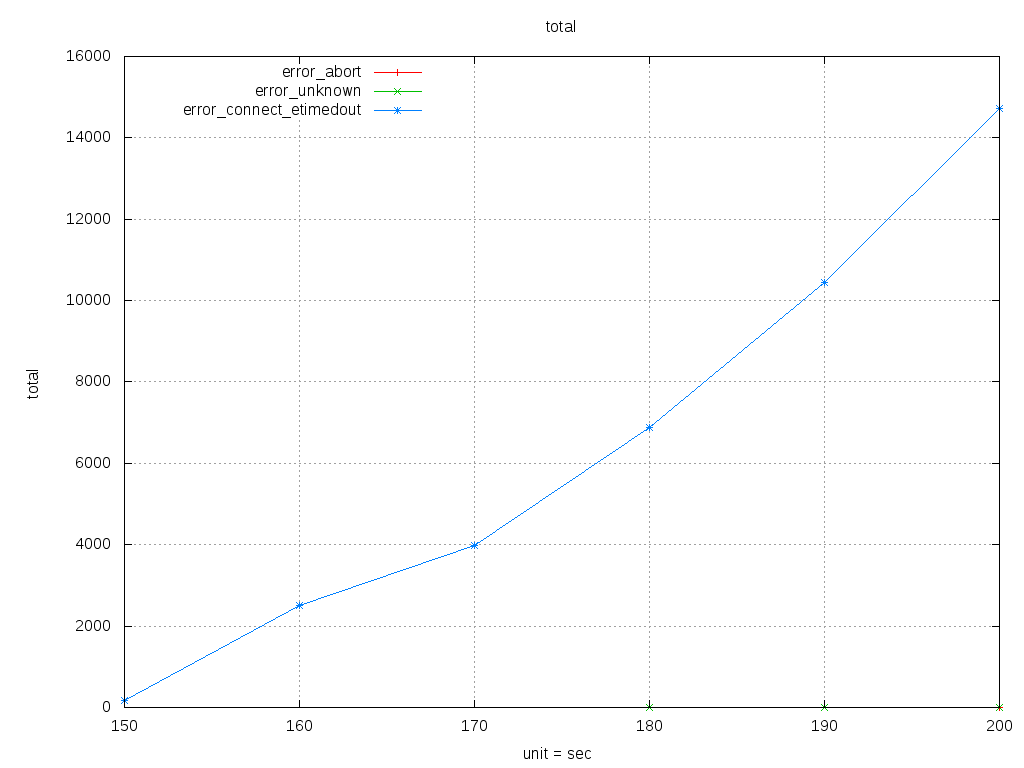 total
16000
error_abort
error_unknown
error_connect_etimedout
14000
12000
10000
total
8000
6000
4000
2000
0
150 160 170 180 190 200
unit = sec